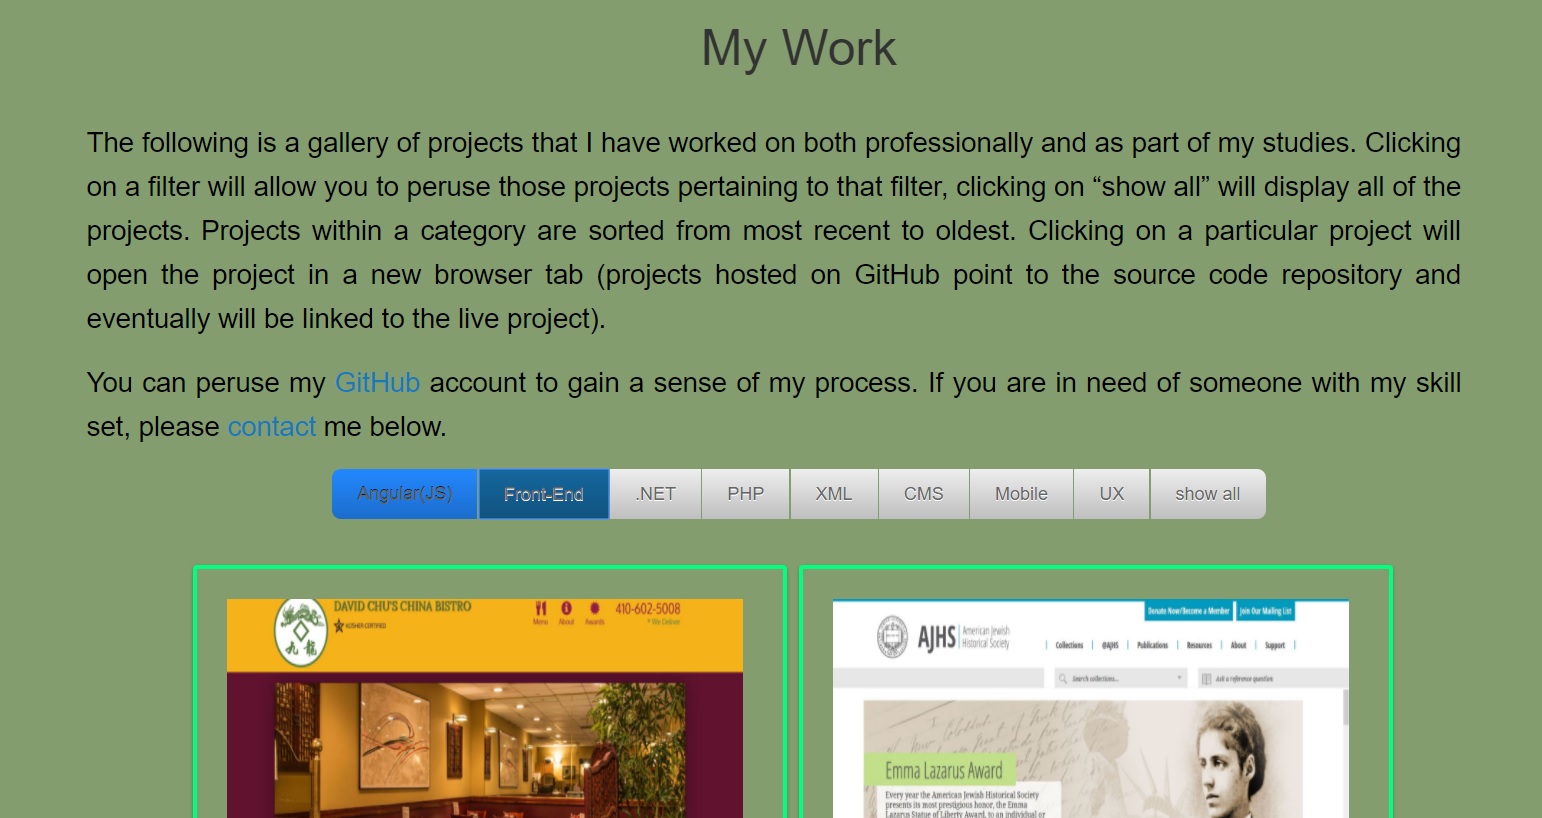 My Work
The following is a gallery of projects that I have worked on both professionally and as part of my studies. Clicking
on a filter will allow you to peruse those projects pertaining to that filter, clicking on “show all” will display all of the
projects. Projects within a category are sorted from most recent to oldest. Clicking on a particular project will
open the project in a new browser tab (projects hosted on GitHub point to the source code repository and
eventually will be linked to the live project).
You can peruse my GitHub account to gain a sense of my process. If you are in need of someone with my skill
set, please contact me below.
Angular(JS) Front-End .NET PHP XML CMS Mobile UX show all
DAVID CHU'S CHINA BISTRO
KOSHER CERTIFIED
九龍
Menu About Awards
410-602-5008
* We Deliver
Donate Now/Become a Member Join Our Mailing List
AJHS American Jewish
Historical Society
Collections @AJHS Publications Resources About Support
Search collections... Ask a reference question
Emma Lazarus Award
Every year the American Jewish Historical Society
presents its most prestigious honor, the Emma
Lazarus Statue of Liberty Award, to an individual or